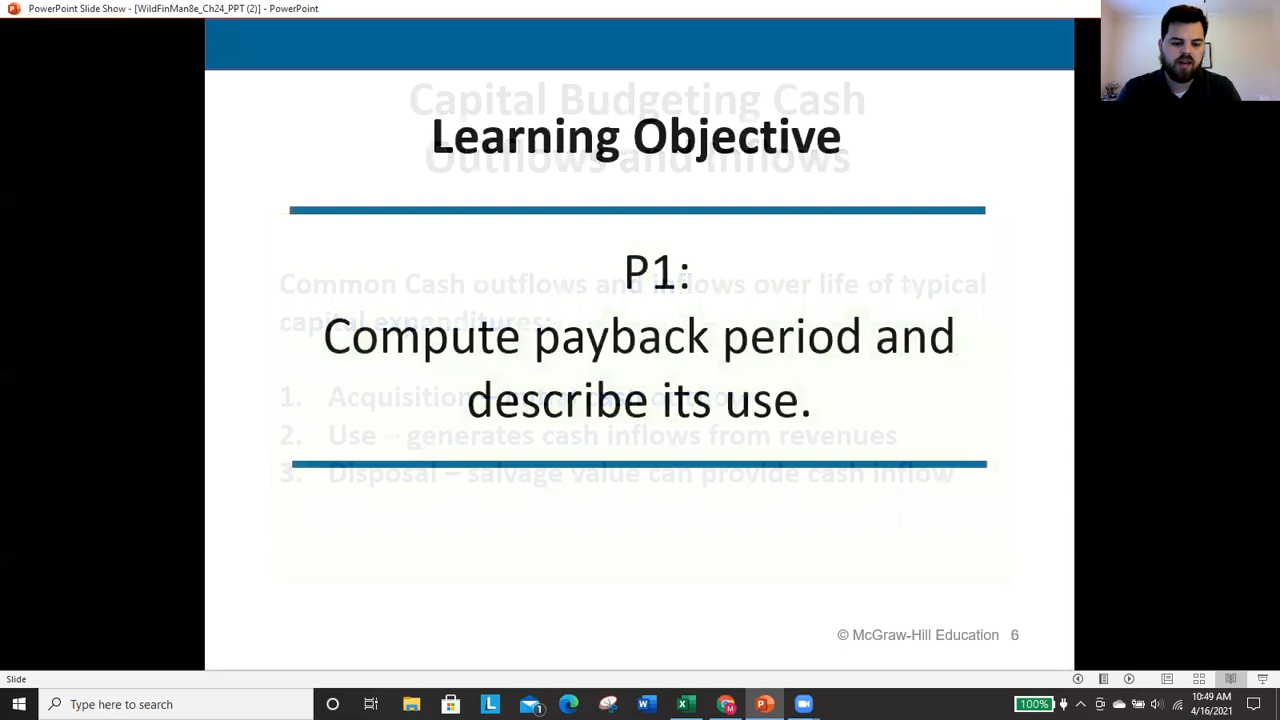 PowerPoint Slide Show - [WildFinMan8e_Ch24_PPT (2)] - PowerPoint
Capital Budgeting Cash
Learning Objective
Outflows and Inflows
P1:
Common Cash outflows and inflows over life of typical
capital expenditures:
Compute payback period and
1. Acquisition –
describe its use.
2. Use – generates cash inflows from revenues
3. Disposal – salvage value can provide cash inflow
© McGraw-Hill Education 6
Slide
Type here to search
1
100%
10:49 AM
4/16/2021